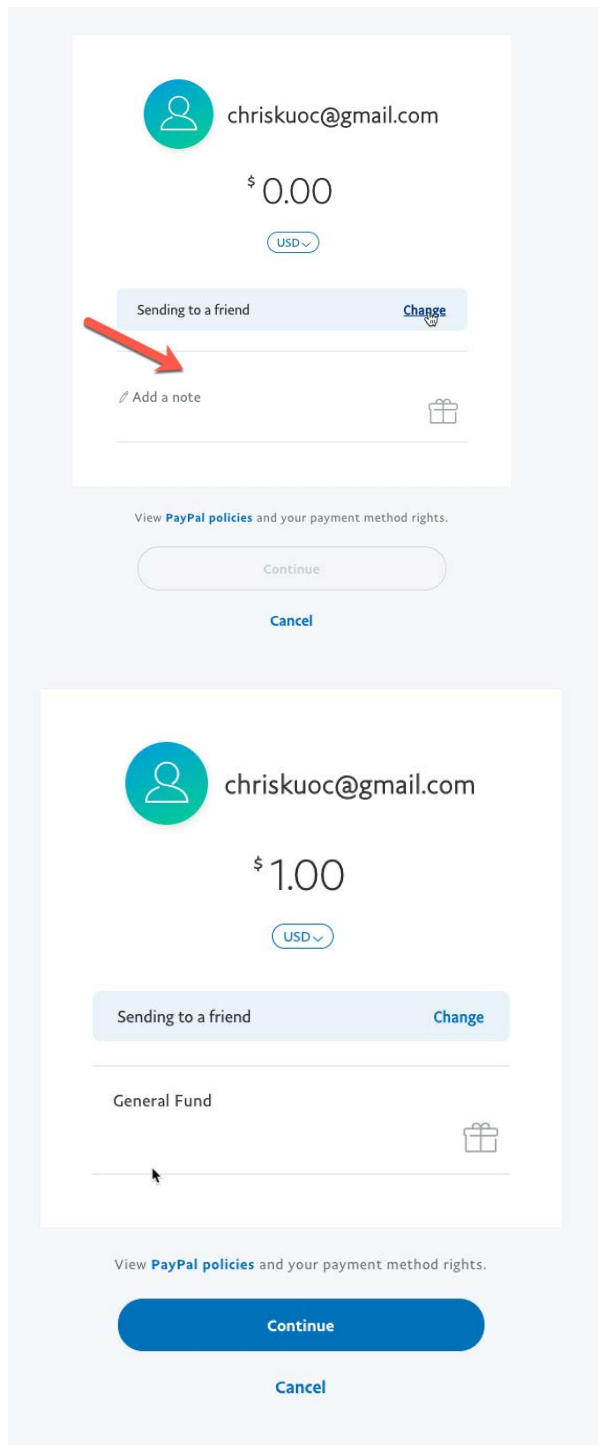 chriskuoc@gmail.com
$ 0.00
USD
Sending to a friend Change
Add a note
View PayPal policies and your payment method rights.
Continue
Cancel
chriskuoc@gmail.com
$ 1.00
USD
Sending to a friend Change
General Fund
View PayPal policies and your payment method rights.
Continue
Cancel